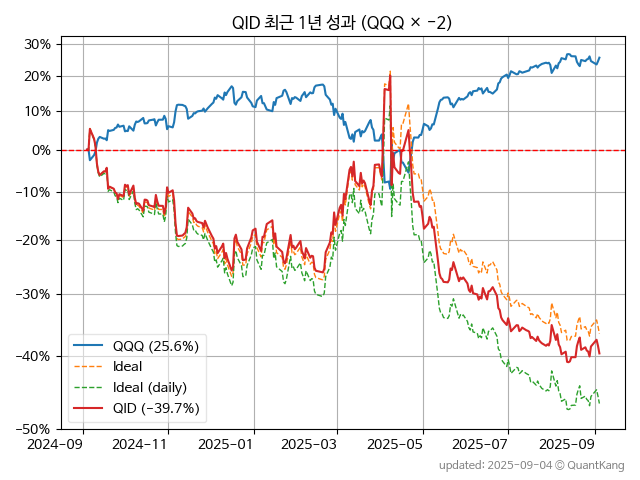 QID 최근 1년 성과 (QQQ × −2)
30%
20%
10%
0%
−10%
−20%
−30%
−40%
−50%
QQQ (25.6%)
Ideal
Ideal (daily)
QID (−39.7%)
2024-09
2024-11
2025-01
2025-03
2025-05
2025-07
2025-09
updated: 2025-09-04 © QuantKang